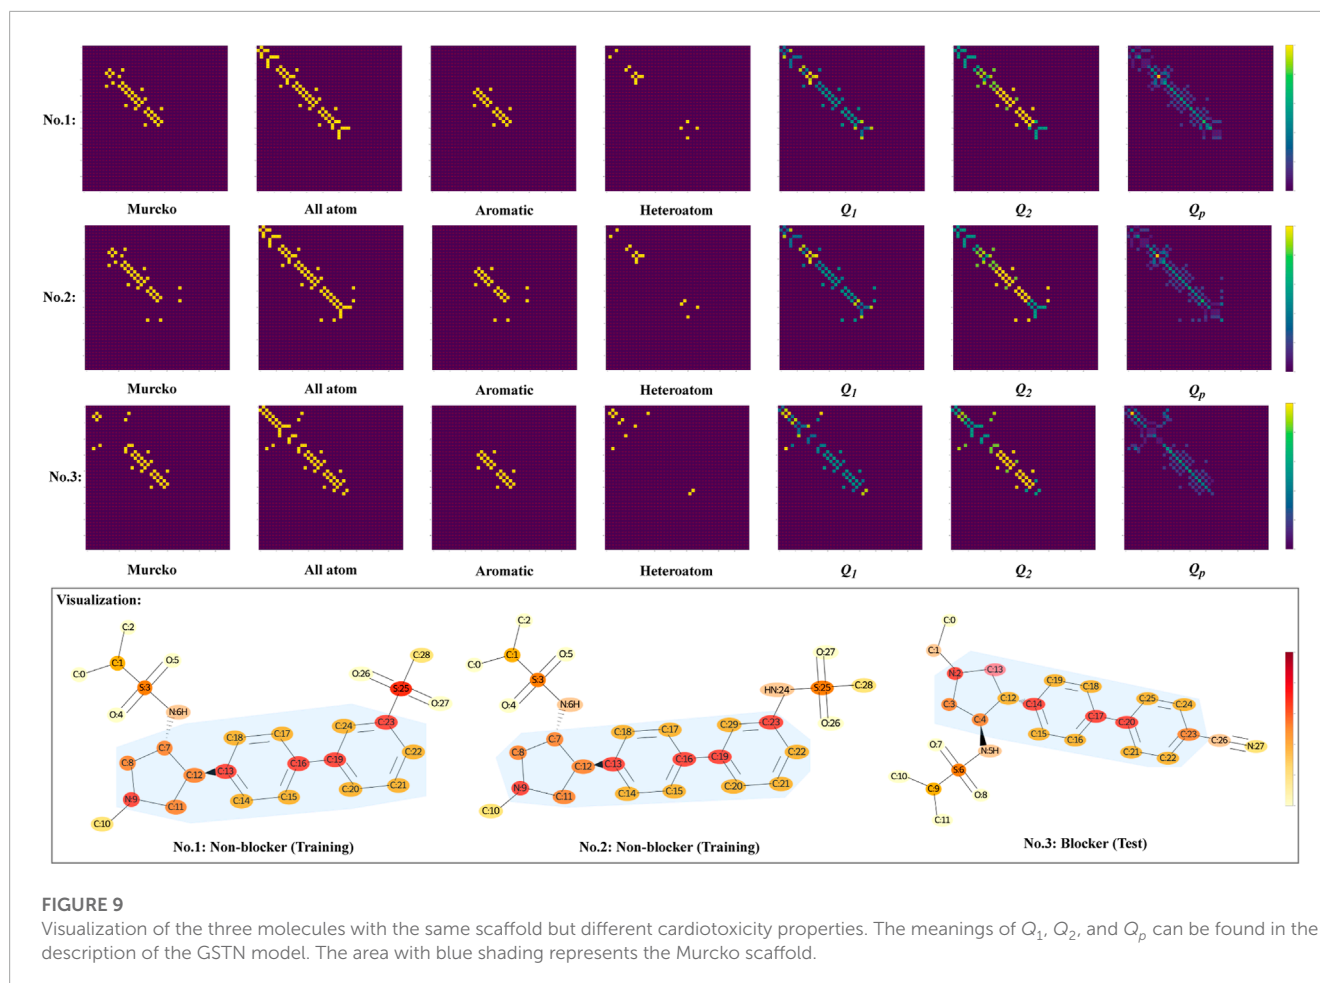 No.1:
Murcko All atom Aromatic Heteroatom Q1 Q2 Qp
No.2:
Murcko All atom Aromatic Heteroatom Q1 Q2 Qp
No.3:
Murcko All atom Aromatic Heteroatom Q1 Q2 Qp
Visualization:
C:2
C:1
O:5
C:0
S:3
O:4
N:6H
C:7
C:8
C:12
N:9
C:11
C:10
C:13
C:18
C:17
C:16
C:14
C:15
C:19
C:24
C:23
C:22
C:21
C:20
O:26
S:25
O:27
C:28
No.1: Non-blocker (Training)
C:2
C:1
O:5
C:0
S:3
O:4
N:6H
C:7
C:8
C:12
N:9
C:11
C:10
C:13
C:18
C:17
C:16
C:14
C:15
C:19
C:29
C:23
C:22
C:21
C:20
HN:24
O:27
S:25
C:28
O:26
No.2: Non-blocker (Training)
C:0
C:1
N:2
C:13
C:3
C:4
C:12
N:5H
O:7
S:6
O:8
C:10
C:9
C:11
C:14
C:19
C:18
C:17
C:15
C:16
C:20
C:25
C:24
C:23
C:21
C:22
C:26
N:27
No.3: Blocker (Test)
FIGURE 9
Visualization of the three molecules with the same scaffold but different cardiotoxicity properties. The meanings of Q1, Q2, and Qp can be found in the
description of the GSTN model. The area with blue shading represents the Murcko scaffold.